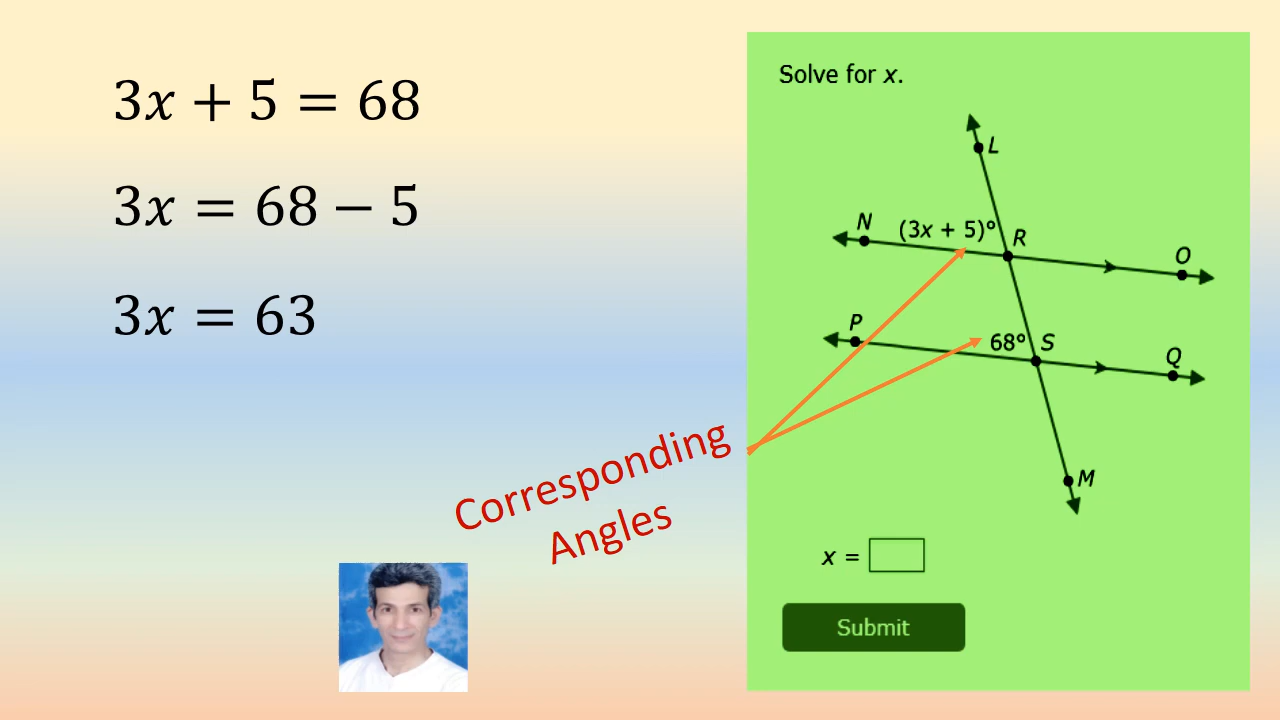 3x + 5 = 68
3x = 68 − 5
3x = 63
Corresponding
Angles
Solve for x.
L
N (3x + 5)° R
O
P
68° S
Q
M
x =
Submit